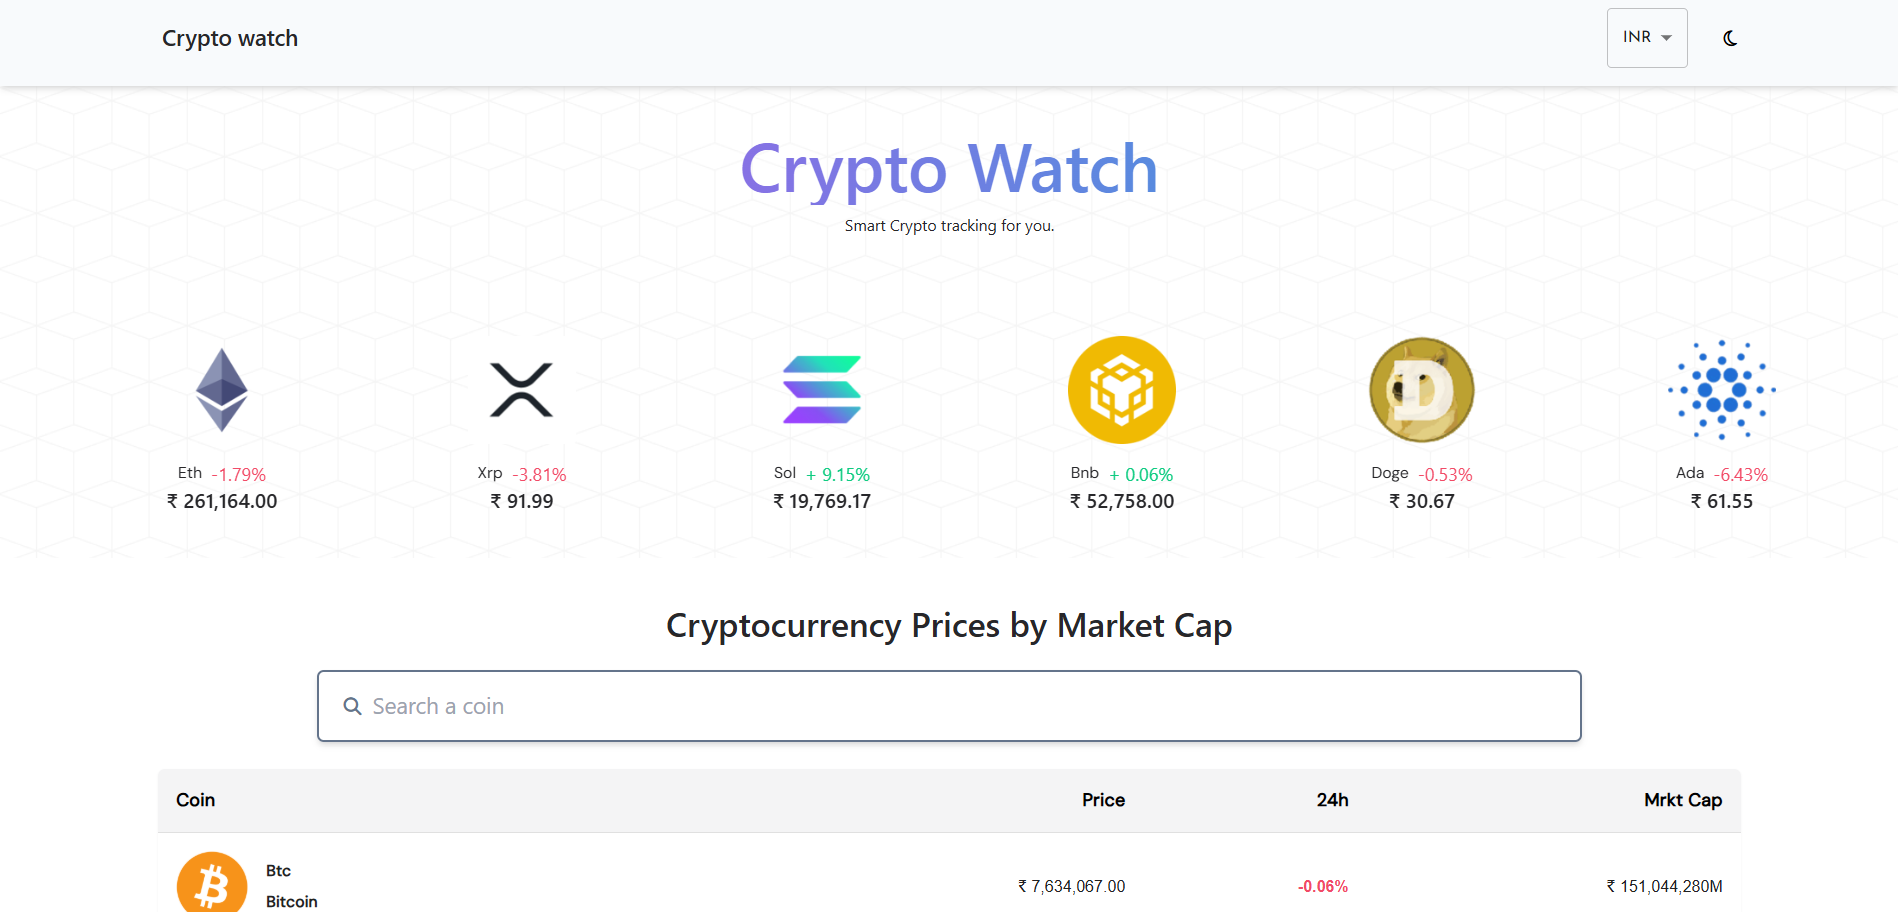 Crypto watch
INR
Crypto Watch
Smart Crypto tracking for you.
Eth -1.79%
₹ 261,164.00
Xrp -3.81%
₹ 91.99
Sol + 9.15%
₹ 19,769.17
Bnb + 0.06%
₹ 52,758.00
Doge -0.53%
₹ 30.67
Ada -6.43%
₹ 61.55
Cryptocurrency Prices by Market Cap
Search a coin
Coin Price 24h Mrkt Cap
Btc
Bitcoin
₹ 7,634,067.00 -0.06% ₹ 151,044,280M